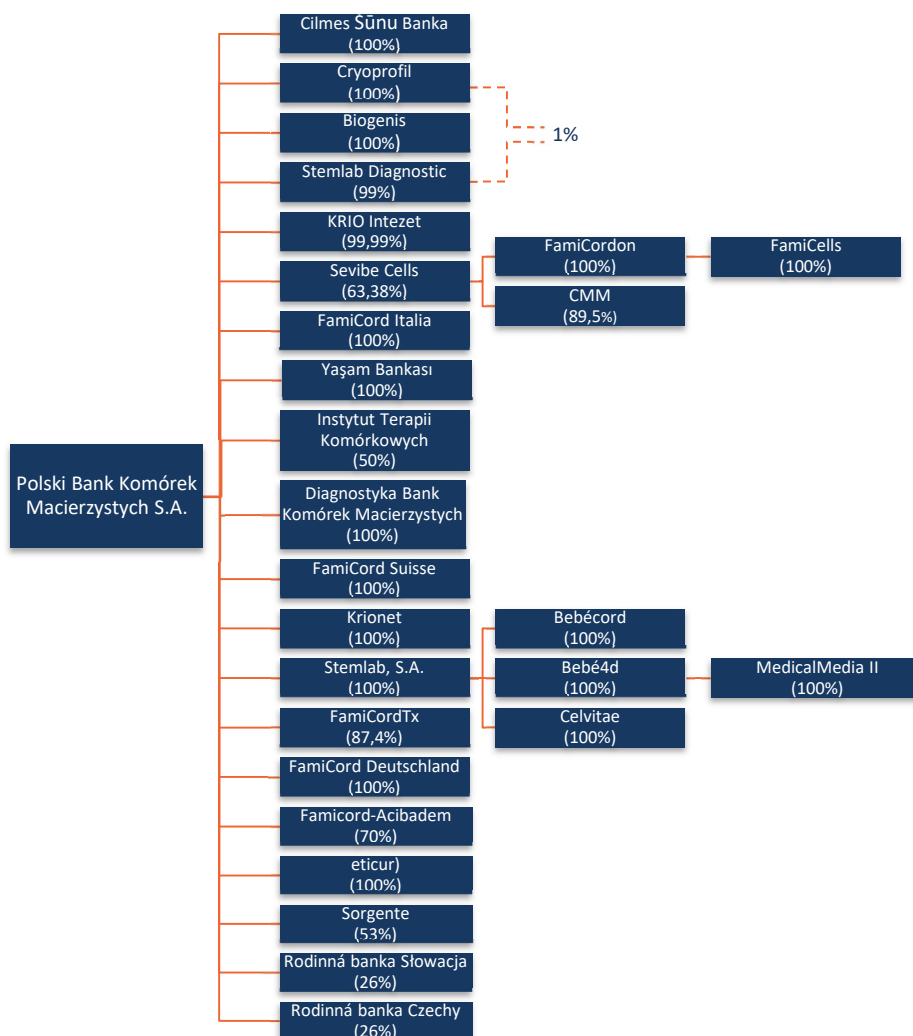 Cilmes Šūnu Banka
(100%)
Cryoprofil
(100%)
1%
Biogenis
(100%)
Stemlab Diagnostic
(99%)
KRIO Intezet
(99,99%)
FamiCordon
(100%)
FamiCells
(100%)
Sevibe Cells
(63,38%)
CMM
(89,5%)
FamiCord Italia
(100%)
Yaşam Bankası
(100%)
Instytut Terapii
Komórkowych
(50%)
Polski Bank Komórek
Macierzystych S.A.
Diagnostyka Bank
Komórek Macierzystych
(100%)
FamiCord Suisse
(100%)
Krionet
(100%)
Bebécord
(100%)
Stemlab, S.A.
(100%)
Bebé4d
(100%)
MedicalMedia II
(100%)
FamiCordTx
(87,4%)
Celvitae
(100%)
FamiCord Deutschland
(100%)
Famicord-Acibadem
(70%)
eticur)
(100%)
Sorgente
(53%)
Rodinná banka Słowacja
(26%)
Rodinná banka Czechy
(26%)